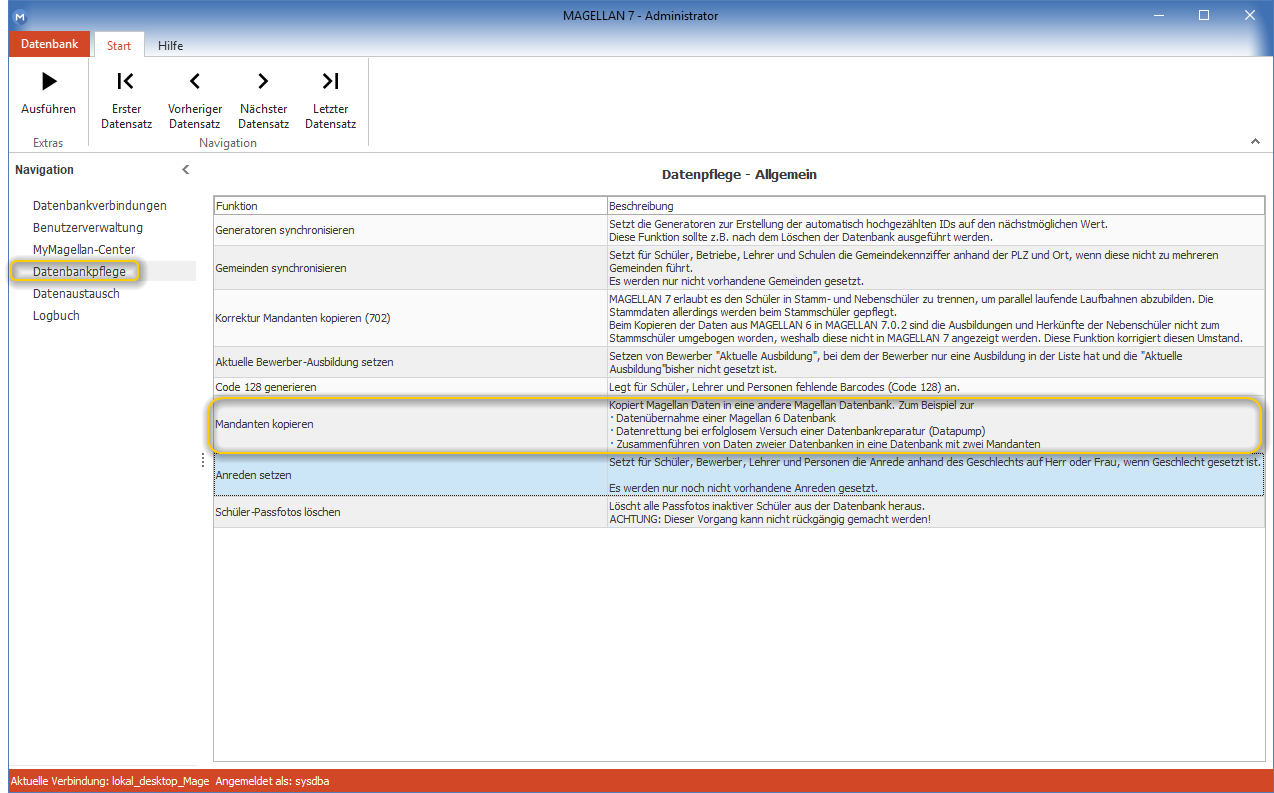 MAGELLAN 7 - Administrator
Datenbank Start Hilfe
Ausführen
Erster
Datensatz
Vorheriger
Datensatz
Nächster
Datensatz
Letzter
Datensatz
Extras
Navigation
Navigation
Datenbankverbindungen
Benutzerverwaltung
MyMagellan-Center
Datenbankpflege
Datenaustausch
Logbuch
Datenpflege - Allgemein
Funktion
Beschreibung
Generatoren synchronisieren
Setzt die Generatoren zur Erstellung der automatisch hochgezählten IDs auf den nächstmöglichen Wert.
Diese Funktion sollte z.B. nach dem Löschen der Datenbank ausgeführt werden.
Gemeinden synchronisieren
Setzt für Schüler, Betriebe, Lehrer und Schulen die Gemeindekennziffer anhand der PLZ und Ort, wenn diese nicht zu mehreren
Gemeinden führt.
Es werden nur nicht vorhandene Gemeinden gesetzt.
Korrektur Mandanten kopieren (702)
MAGELLAN 7 erlaubt es den Schüler in Stamm- und Nebenschüler zu trennen, um parallel laufende Laufbahnen abzubilden. Die
Stammdaten allerdings werden beim Stammschüler gepflegt.
Beim Kopieren der Daten aus MAGELLAN 6 in MAGELLAN 7.0.2 sind die Ausbildungen und Herkünfte der Nebenschüler nicht zum
Stammschüler umgebogen worden, weshalb diese nicht in MAGELLAN 7 angezeigt werden. Diese Funktion korrigiert diesen Umstand.
Aktuelle Bewerber-Ausbildung setzen
Setzen von Bewerber "Aktuelle Ausbildung", bei dem der Bewerber nur eine Ausbildung in der Liste hat und die "Aktuelle
Ausbildung"bisher nicht gesetzt ist.
Code 128 generieren
Legt für Schüler, Lehrer und Personen fehlende Barcodes (Code 128) an.
Mandanten kopieren
Kopiert Magellan Daten in eine andere Magellan Datenbank. Zum Beispiel zur
· Datenübernahme einer Magellan 6 Datenbank
· Datenrettung bei erfolglosem Versuch einer Datenbankreparatur (Datapump)
· Zusammenführen von Daten zweier Datenbanken in eine Datenbank mit zwei Mandanten
Anreden setzen
Setzt für Schüler, Bewerber, Lehrer und Personen die Anrede anhand des Geschlechts auf Herr oder Frau, wenn Geschlecht gesetzt ist.
Es werden nur noch nicht vorhandene Anreden gesetzt.
Schüler-Passfotos löschen
Löscht alle Passfotos inaktiver Schüler aus der Datenbank heraus.
ACHTUNG: Dieser Vorgang kann nicht rückgängig gemacht werden!
Aktuelle Verbindung: lokal_desktop_Mage Angemeldet als: sysdba